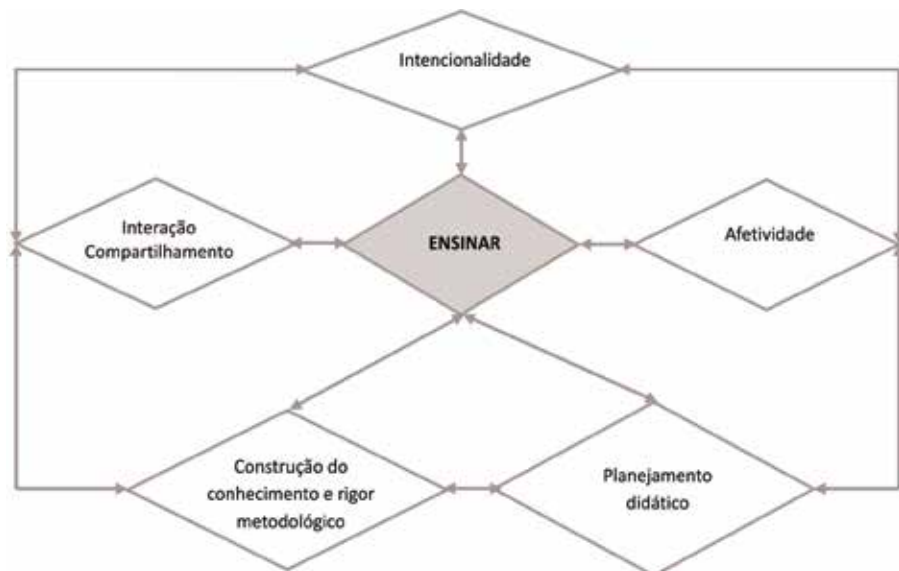 Intencionalidade
Interação
Compartilhamento
ENSINAR
Afetividade
Construção do
conhecimento e rigor
metodológico
Planejamento
didático